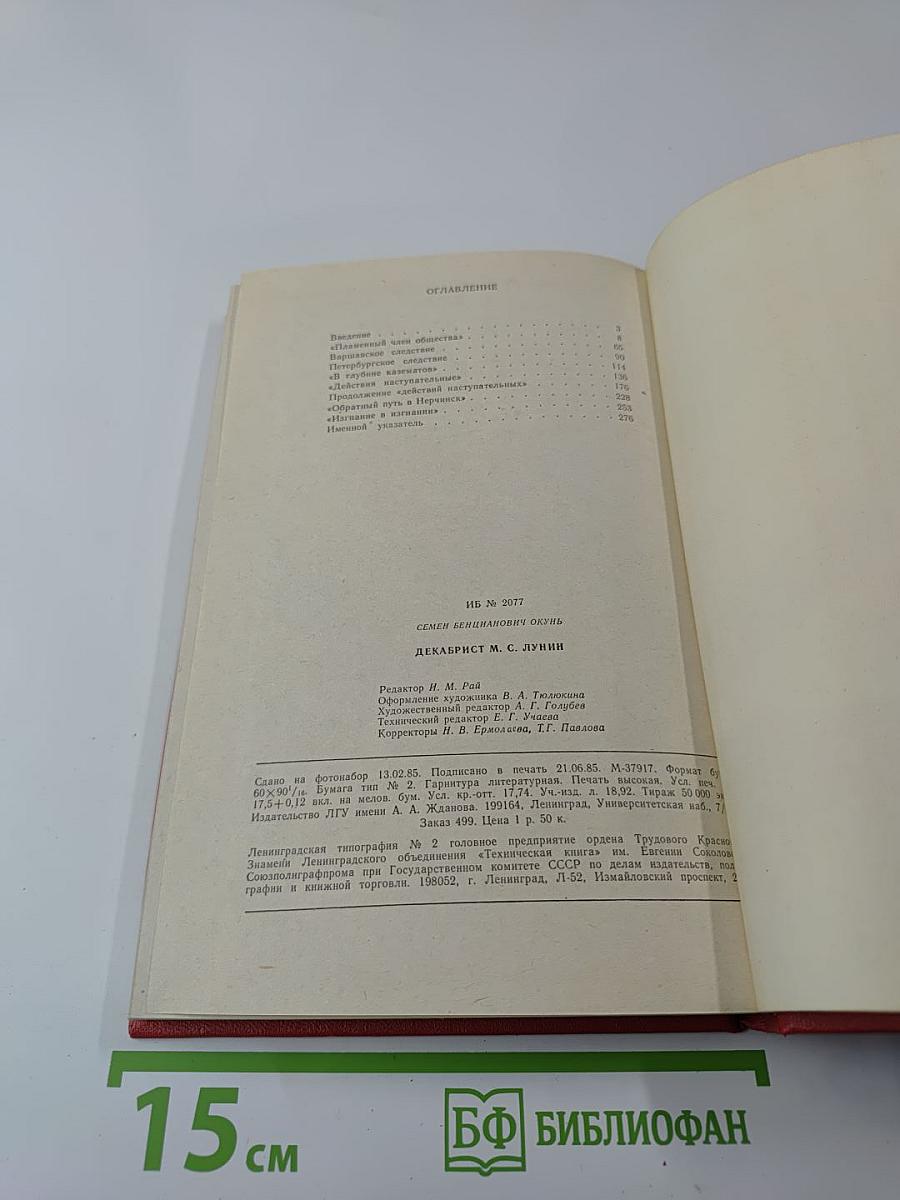 ОГЛАВЛЕНИЕ
Введение . . . . . . . . . . . . . . . . 3
«Пламенный член общества» . . . . . . . . . . 8
Варшавское следствие . . . . . . . . . . . . 65
Петербургское следствие . . . . . . . . . . . 90
«В глубине казематов» . . . . . . . . . . . . 114
«Действия наступательные» . . . . . . . . . . 136
Продолжение «действий наступательных» . . . . . 176
«Обратный путь в Нерчинск» . . . . . . . . . 228
«Изгнание в изгнании» . . . . . . . . . . . . 253
Именной указатель . . . . . . . . . . . . . 276
ИБ № 2077
СЕМЕН БЕНЦИАНОВИЧ ОКУНЬ
ДЕКАБРИСТ М. С. ЛУНИН
Редактор И. М. Рай
Оформление художника В. А. Тюлюкина
Художественный редактор А. Г. Голубев
Технический редактор Е. Г. Учаева
Корректоры Н. В. Ермолаева, Т. Г. Павлова
Сдано на фотонабор 13.02.85. Подписано в печать 21.06.85. М-37917. Формат
60×90¹/₁₆. Бумага тип № 2. Гарнитура литературная. Печать высокая. Усл. печ.
17,5+0,12 вкл. на мелов. бум. Усл. кр.-отт. 17,74. Уч.-изд. л. 18,92. Тираж 50 000
Издательство ЛГУ имени А. А. Жданова. 199164, Ленинград, Университетская наб., 7/
Заказ 499. Цена 1 р. 50 к.
Ленинградская типография № 2 головное предприятие ордена Трудового Красно
Знамени Ленинградского объединения «Техническая книга» им. Евгении Соколово
Союзполиграфпрома при Государственном комитете СССР по делам издательств, пол
графии и книжной торговли. 198052, г. Ленинград, Л-52, Измайловский проспект, 2
15 см
БФ БИБЛИОФАН